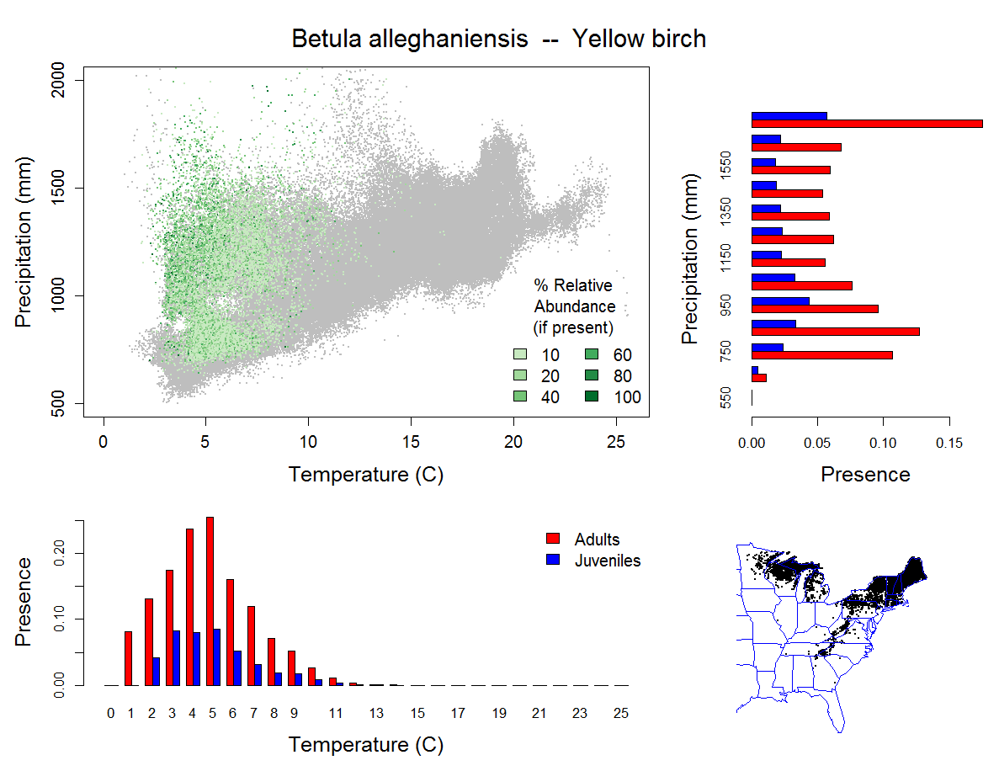 Betula alleghaniensis -- Yellow birch
Precipitation (mm)
2000
1500
1000
500
0 5 10 15 20 25
Temperature (C)
% Relative
Abundance
(if present)
10 60
20 80
40 100
Precipitation (mm)
1550
1350
1150
950
750
550
0.00 0.05 0.10 0.15
Presence
Presence
0.20
0.10
0.00
0 1 2 3 4 5 6 7 8 9 11 13 15 17 19 21 23 25
Temperature (C)
Adults
Juveniles